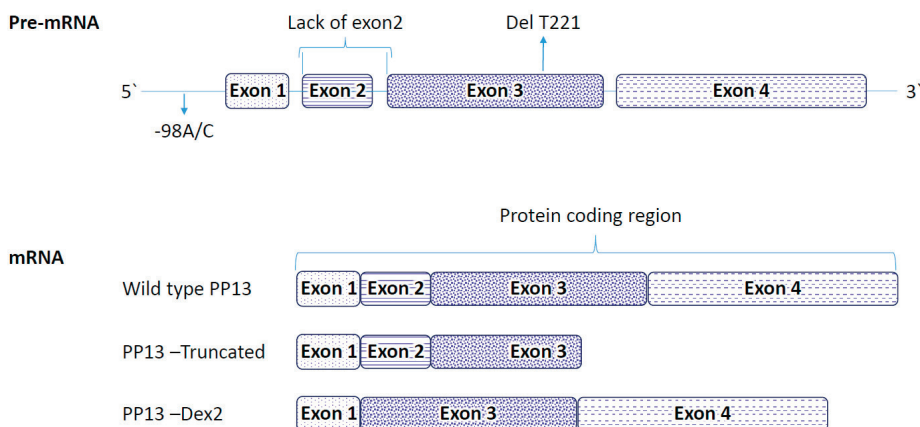 Pre-mRNA
Lack of exon2
Del T221
5` Exon 1 Exon 2 Exon 3 Exon 4 3`
-98A/C
Protein coding region
mRNA
Wild type PP13 Exon 1 Exon 2 Exon 3 Exon 4
PP13 –Truncated Exon 1 Exon 2 Exon 3
PP13 –Dex2 Exon 1 Exon 3 Exon 4